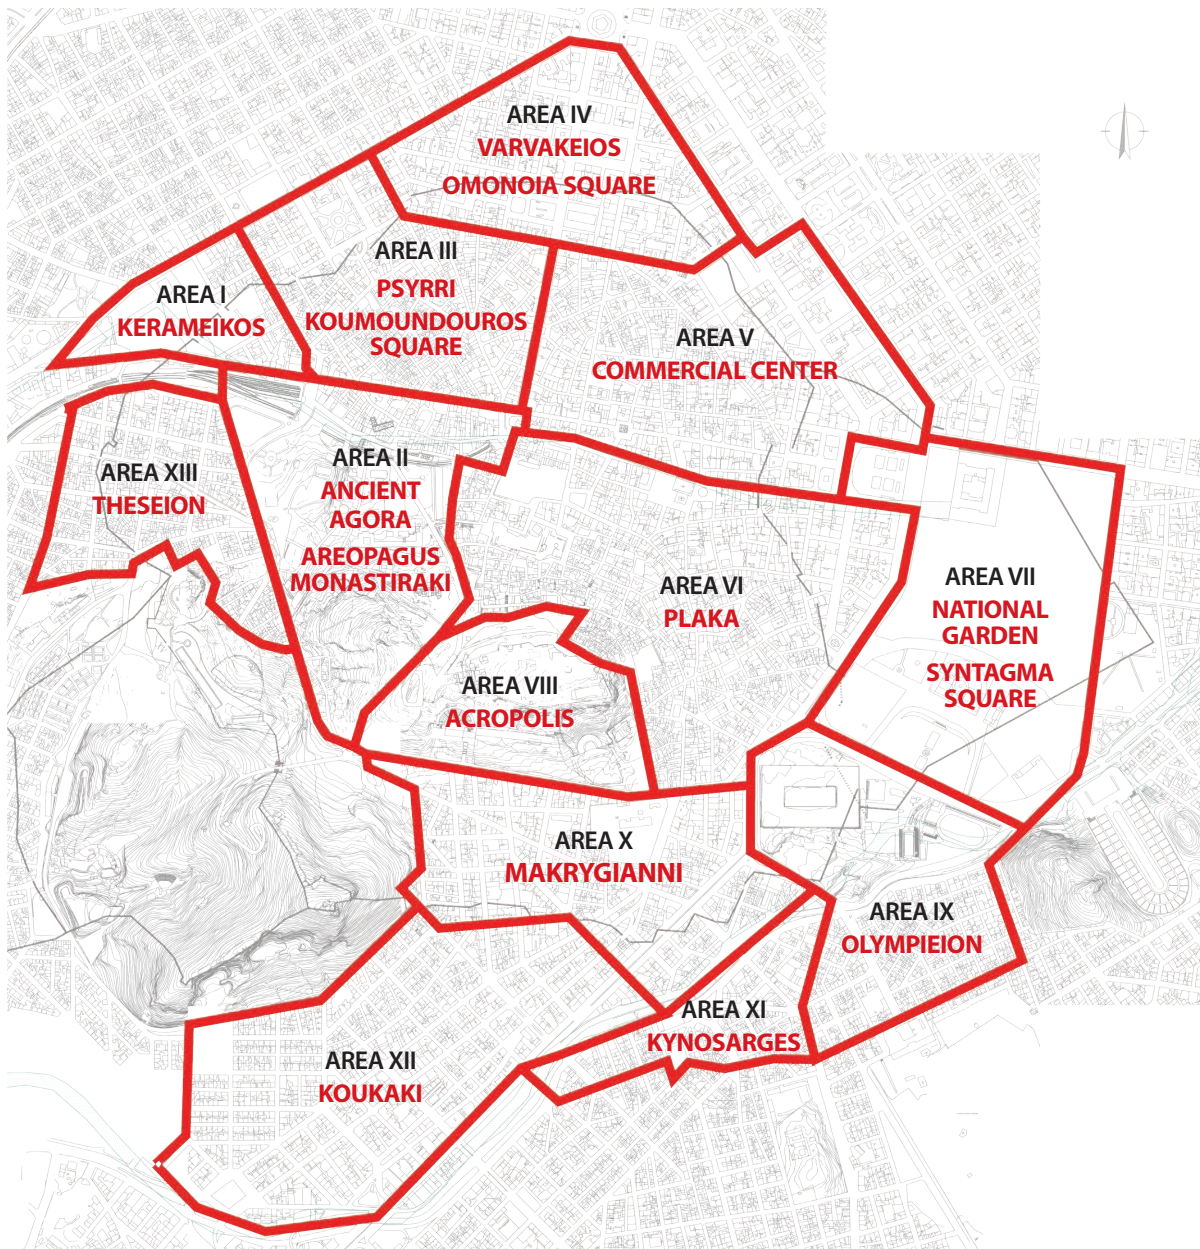 AREA IV
VARVAKEIOS
OMONOIA SQUARE
AREA III
PSYRRI
KOUMOUNDOUROS
SQUARE
AREA I
KERAMEIKOS
AREA V
COMMERCIAL CENTER
AREA XIII
THESEION
AREA II
ANCIENT
AGORA
AREOPAGUS
MONASTIRAKI
AREA VI
PLAKA
AREA VII
NATIONAL
GARDEN
SYNTAGMA
SQUARE
AREA VIII
ACROPOLIS
AREA X
MAKRYGIANNI
AREA IX
OLYMPIEION
AREA XI
KYNOSARGES
AREA XII
KOUKAKI